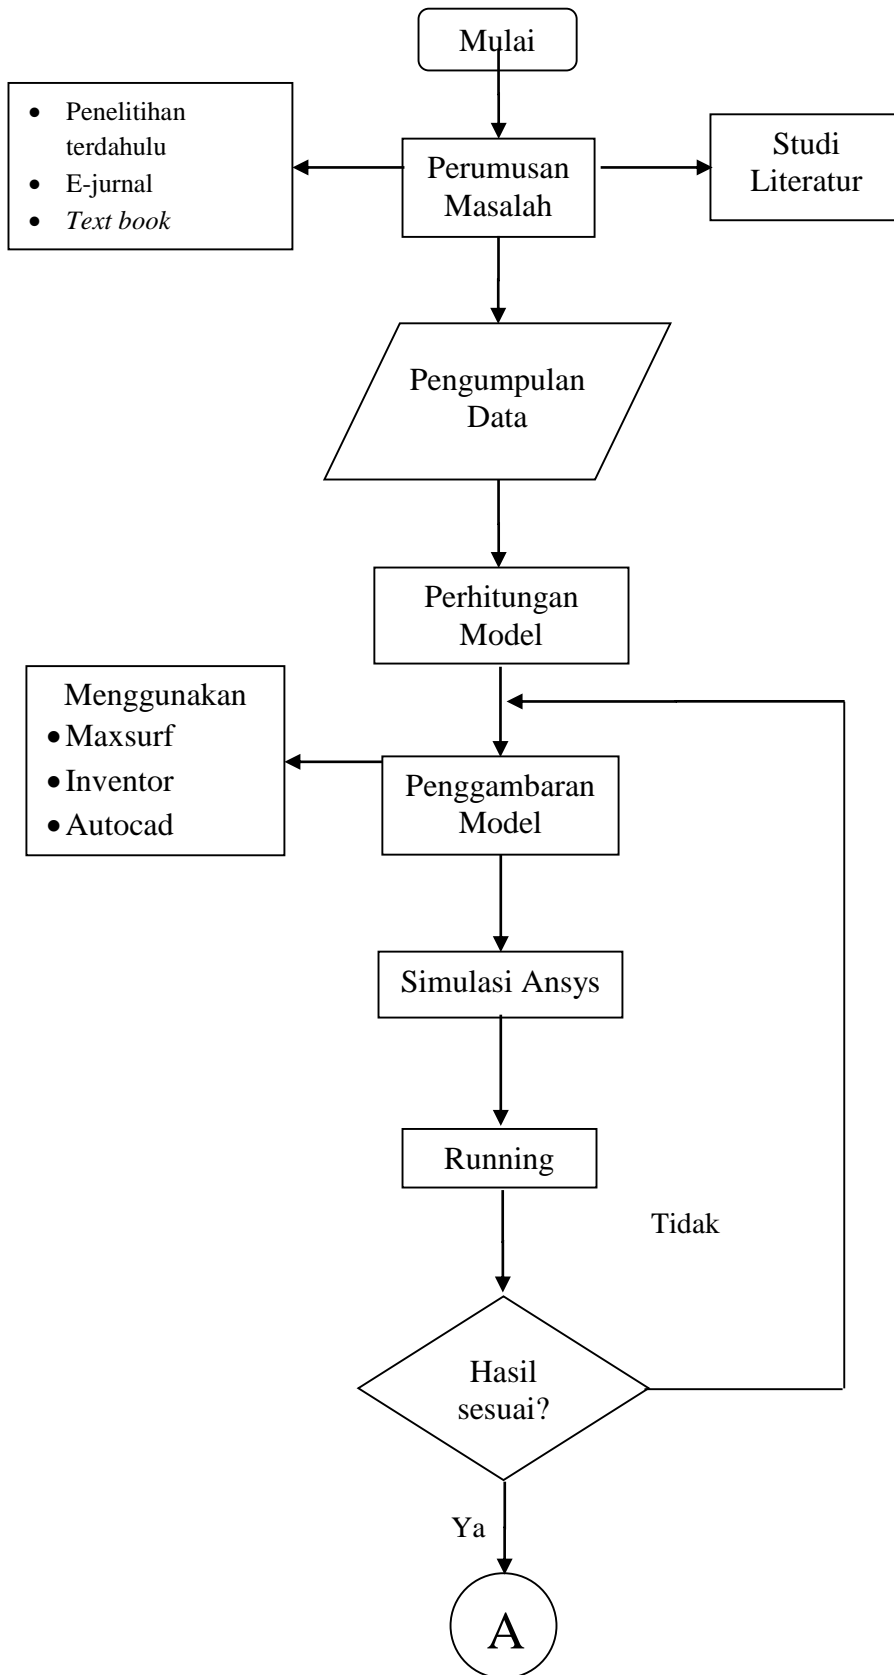 Mulai
• Penelitihan
terdahulu
• E-jurnal
• Text book
Perumusan
Masalah
Studi
Literatur
Pengumpulan
Data
Perhitungan
Model
Menggunakan
• Maxsurf
• Inventor
• Autocad
Penggambaran
Model
Simulasi Ansys
Running
Tidak
Hasil
sesuai?
Ya
A